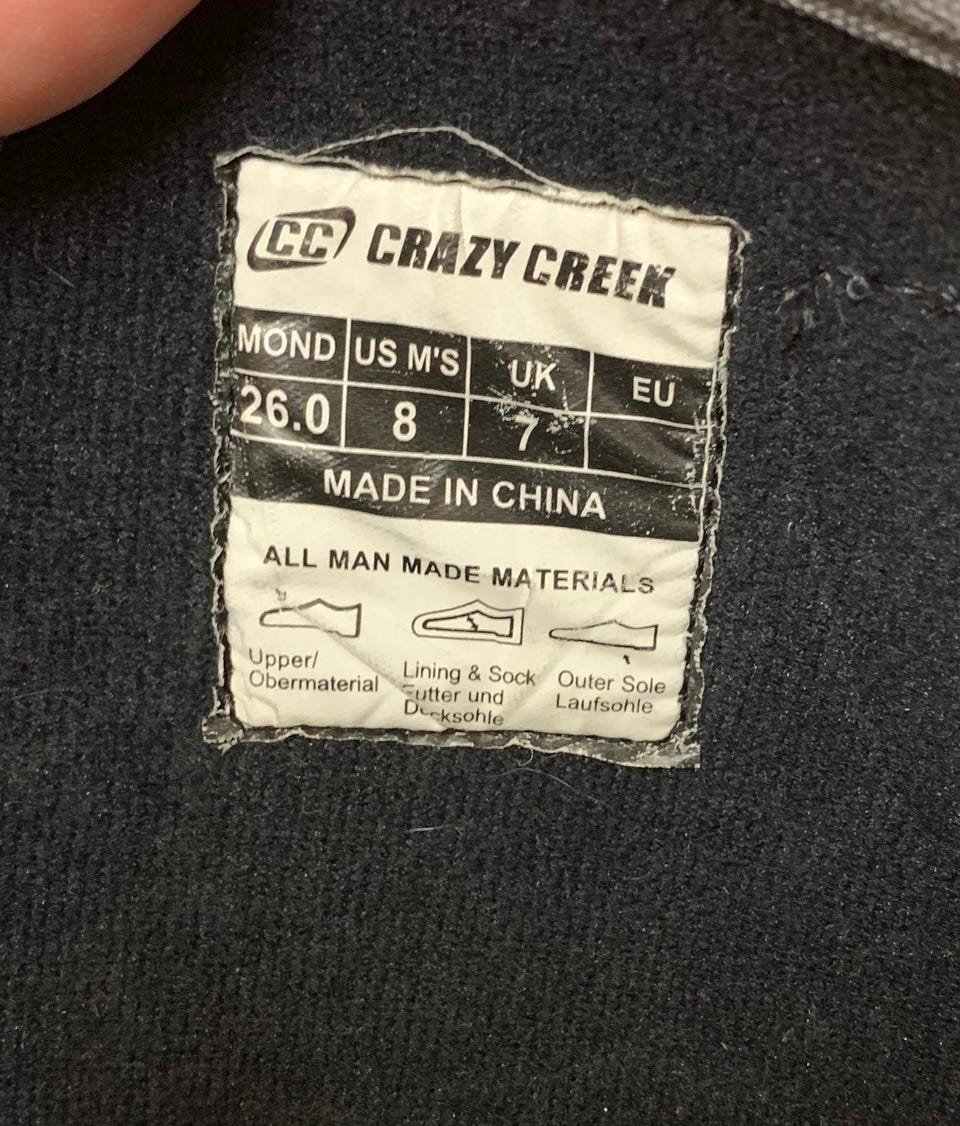 CC CRAZY CREEK
MOND US M'S UK EU
26.0 8 7
MADE IN CHINA
ALL MAN MADE MATERIALS
Upper/ Lining & Sock Outer Sole
Obermaterial Futter und Laufsohle
Decksohle